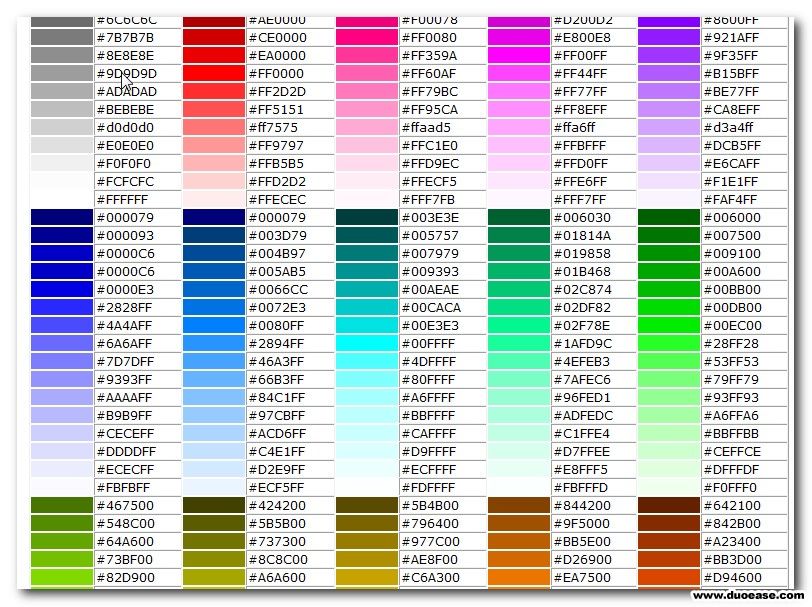 #6C6C6C #AE0000 #F00078 #D200D2 #8600FF
#7B7B7B #CE0000 #FF0080 #E800E8 #921AFF
#8E8E8E #EA0000 #FF359A #FF00FF #9F35FF
#9D9D9D #FF0000 #FF60AF #FF44FF #B15BFF
#ADADAD #FF2D2D #FF79BC #FF77FF #BE77FF
#BEBEBE #FF5151 #FF95CA #FF8EFF #CA8EFF
#d0d0d0 #ff7575 #ffaad5 #ffa6ff #d3a4ff
#E0E0E0 #FF9797 #FFC1E0 #FFBFFF #DCB5FF
#F0F0F0 #FFB5B5 #FFD9EC #FFD0FF #E6CAFF
#FCFCFC #FFD2D2 #FFECF5 #FFE6FF #F1E1FF
#FFFFFF #FFECEC #FFF7FB #FFF7FF #FAF4FF
#000079 #000079 #003E3E #006030 #006000
#000093 #003D79 #005757 #01814A #007500
#0000C6 #004B97 #007979 #019858 #009100
#0000C6 #005AB5 #009393 #01B468 #00A600
#0000E3 #0066CC #00AEAE #02C874 #00BB00
#2828FF #0072E3 #00CACA #02DF82 #00DB00
#4A4AFF #0080FF #00E3E3 #02F78E #00EC00
#6A6AFF #2894FF #00FFFF #1AFD9C #28FF28
#7D7DFF #46A3FF #4DFFFF #4EFEB3 #53FF53
#9393FF #66B3FF #80FFFF #7AFEC6 #79FF79
#AAAAFF #84C1FF #A6FFFF #96FED1 #93FF93
#B9B9FF #97CBFF #BBFFFF #ADFEDC #A6FFA6
#CECEFF #ACD6FF #CAFFFF #C1FFE4 #BBFFBB
#DDDDFF #C4E1FF #D9FFFF #D7FFEE #CEFFCE
#ECECFF #D2E9FF #ECFFFF #E8FFF5 #DFFFDF
#FBFBFF #ECF5FF #FDFFFF #FBFFFD #F0FFF0
#467500 #424200 #5B4B00 #844200 #642100
#548C00 #5B5B00 #796400 #9F5000 #842B00
#64A600 #737300 #977C00 #BB5E00 #A23400
#73BF00 #8C8C00 #AE8F00 #D26900 #BB3D00
#82D900 #A6A600 #C6A300 #EA7500 #D94600
www.duoease.com